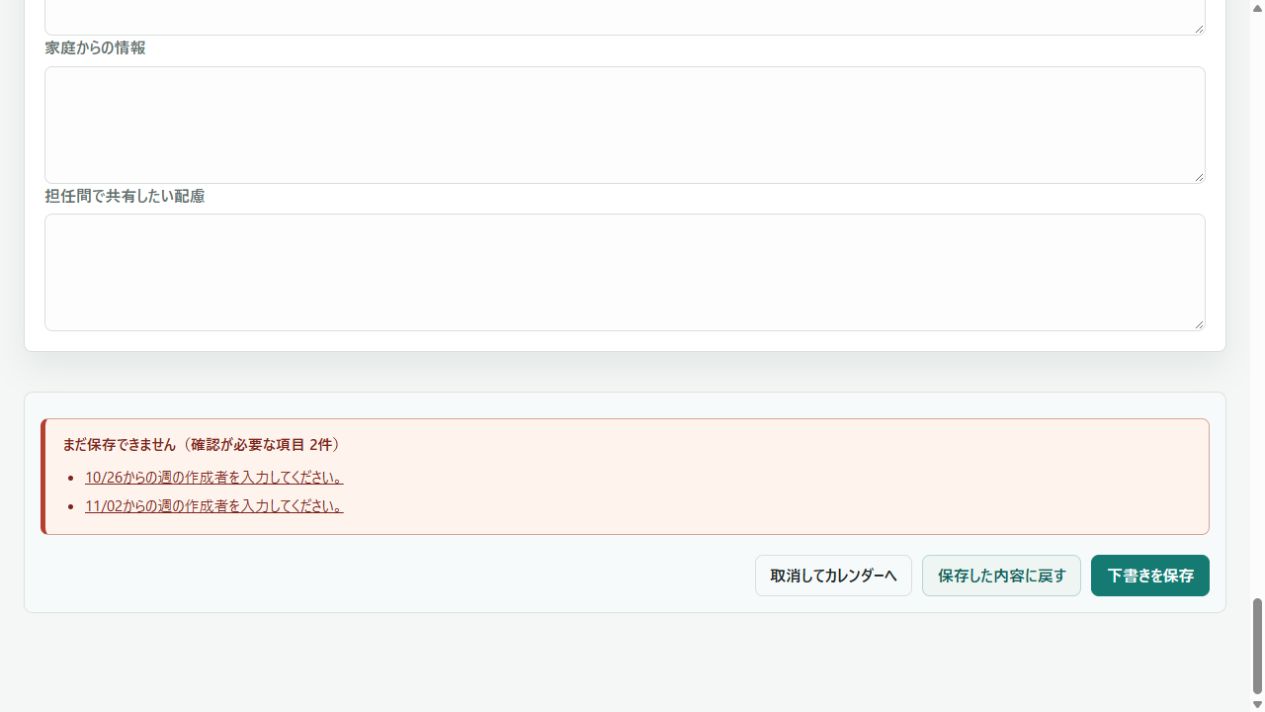 家庭からの情報
担任間で共有したい配慮
まだ保存できません（確認が必要な項目 2件）
10/26からの週の作成者を入力してください。
11/02からの週の作成者を入力してください。
取消してカレンダーへ
保存した内容に戻す
下書きを保存